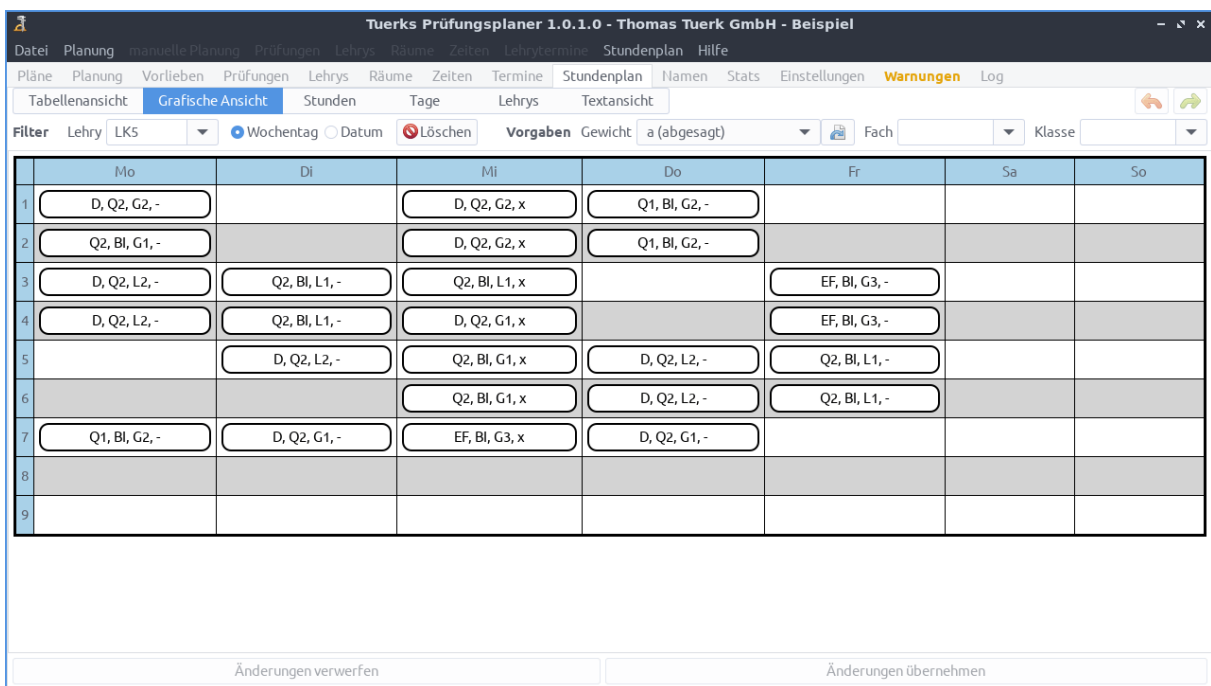 Tuerks Prüfungsplaner 1.0.1.0 - Thomas Tuerk GmbH - Beispiel
Datei Planung manuelle Planung Prüfungen Lehrys Räume Zeiten Lehrytermine Stundenplan Hilfe
Pläne Planung Vorlieben Prüfungen Lehrys Räume Zeiten Termine Stundenplan Namen Stats Einstellungen Warnungen Log
Tabellenansicht Grafische Ansicht Stunden Tage Lehrys Textansicht
Filter Lehry LK5 Wochentag Datum Löschen Vorgaben Gewicht a (abgesagt) Fach Klasse
Mo Di Mi Do Fr Sa So
1 D, Q2, G2, - D, Q2, G2, x Q1, BI, G2, -
2 Q2, BI, G1, - D, Q2, G2, x Q1, BI, G2, -
3 D, Q2, L2, - Q2, BI, L1, - Q2, BI, L1, x EF, BI, G3, -
4 D, Q2, L2, - Q2, BI, L1, - D, Q2, G1, x EF, BI, G3, -
5 D, Q2, L2, - Q2, BI, G1, x D, Q2, L2, - Q2, BI, L1, -
6 Q2, BI, G1, x D, Q2, L2, - Q2, BI, L1, -
7 Q1, BI, G2, - D, Q2, G1, - EF, BI, G3, x D, Q2, G1, -
8
9
Änderungen verwerfen Änderungen übernehmen